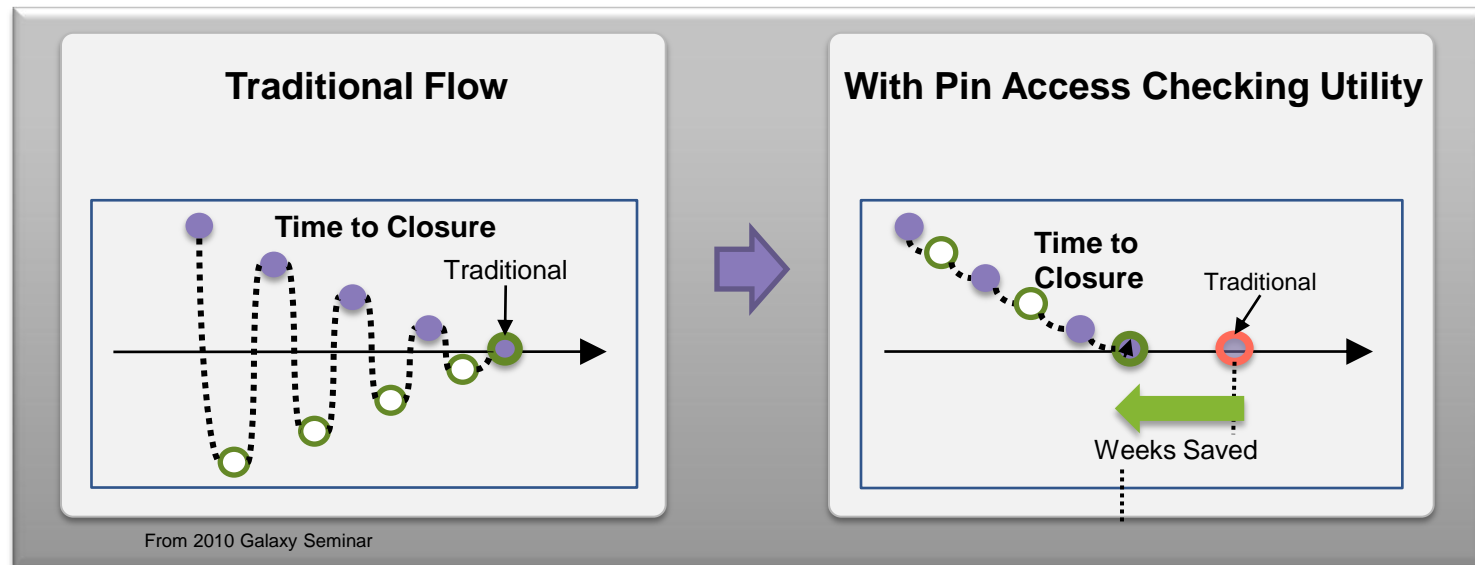 Traditional Flow
Time to Closure
Traditional
With Pin Access Checking Utility
Time to
Closure
Traditional
Weeks Saved
From 2010 Galaxy Seminar